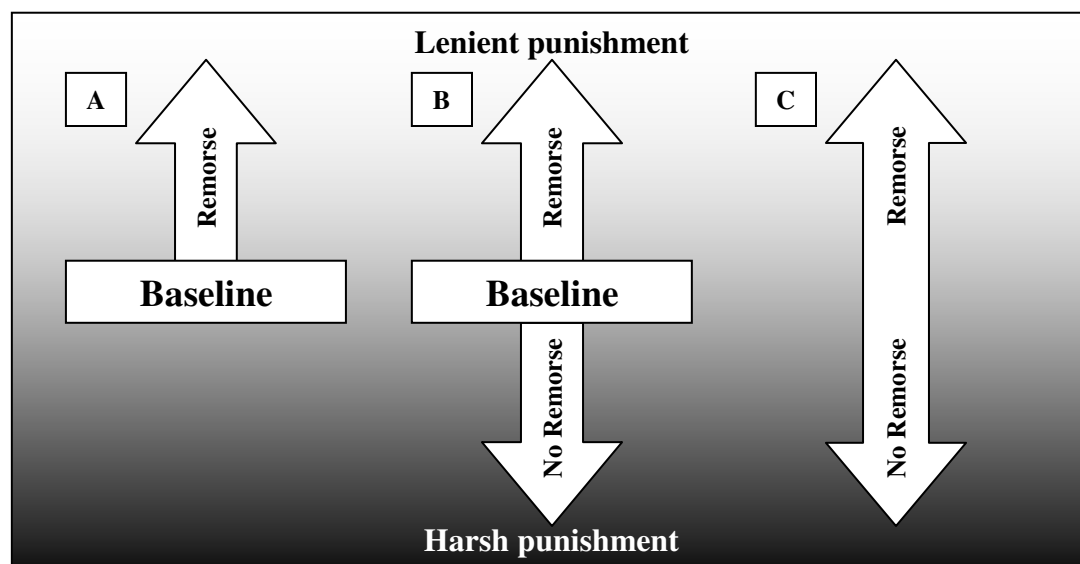 Lenient punishment
A
Remorse
Baseline
B
Remorse
Baseline
No Remorse
C
Remorse
No Remorse
Harsh punishment